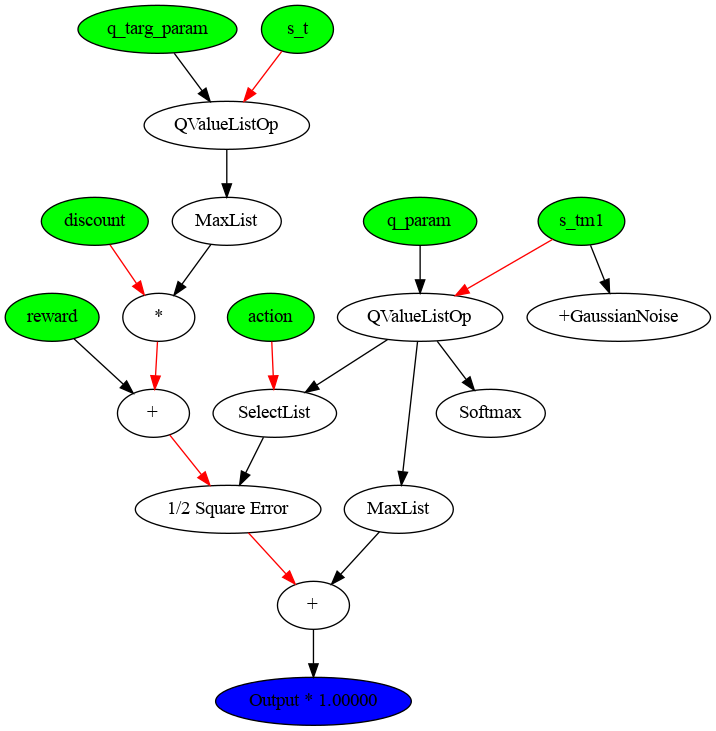 q_targ_param
s_t
QValueListOp
discount
MaxList
q_param
s_tm1
reward
*
action
QValueListOp
+GaussianNoise
+
SelectList
Softmax
1/2 Square Error
MaxList
+
Output * 1.00000